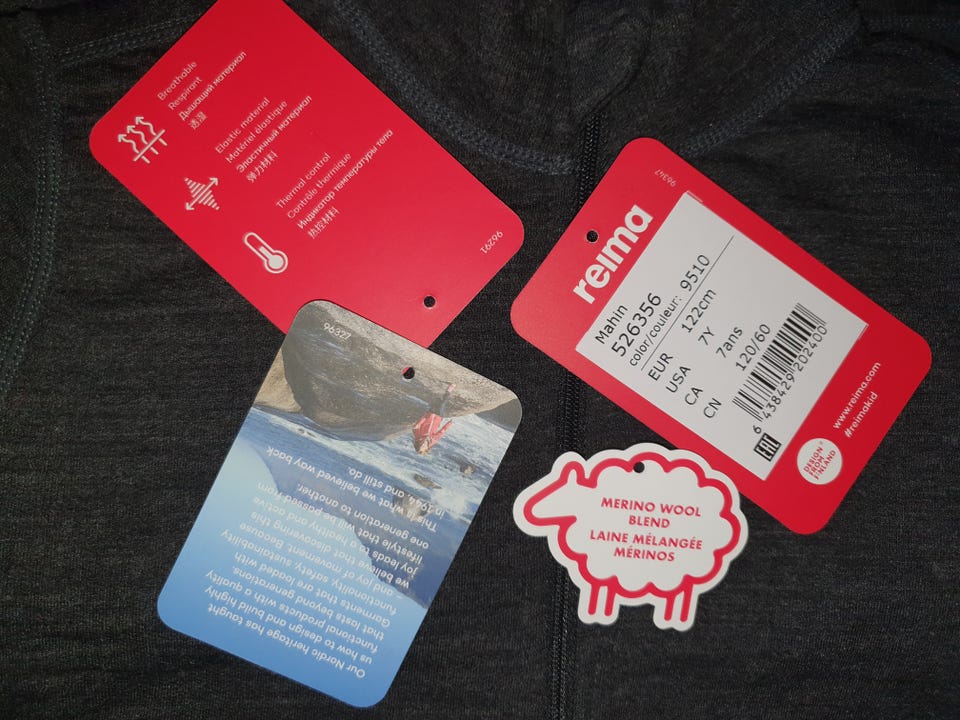 Breathable
Respirant
Дышащий материал
透湿
Elastic material
Matériel élastique
Эластичный материал
弹力材料
Thermal control
Contrôle thermique
Индикатор температуры тела
热控材料
96291
96347
reima
Mahin
526356
color/couleur: 9510
EUR 122cm
USA 7Y
CA 7ans
CN 120/60
6 438429 202400
EAC
www.reima.com
#reimakid
DESIGN
FROM
FINLAND
96327
Our Nordic heritage has taught
us how to design and build highly
functional products with a quality
that lasts beyond generations.
Garments that are loaded with
functionality, safety, sustainability
– and joy of movement. Because
we believe that discovering this
joy leads to a healthy and active
lifestyle that will be passed from
one generation to another.
This is what we believed way back
in 1944, and still do.
MERINO WOOL
BLEND
LAINE MÉLANGÉE
MÉRINOS